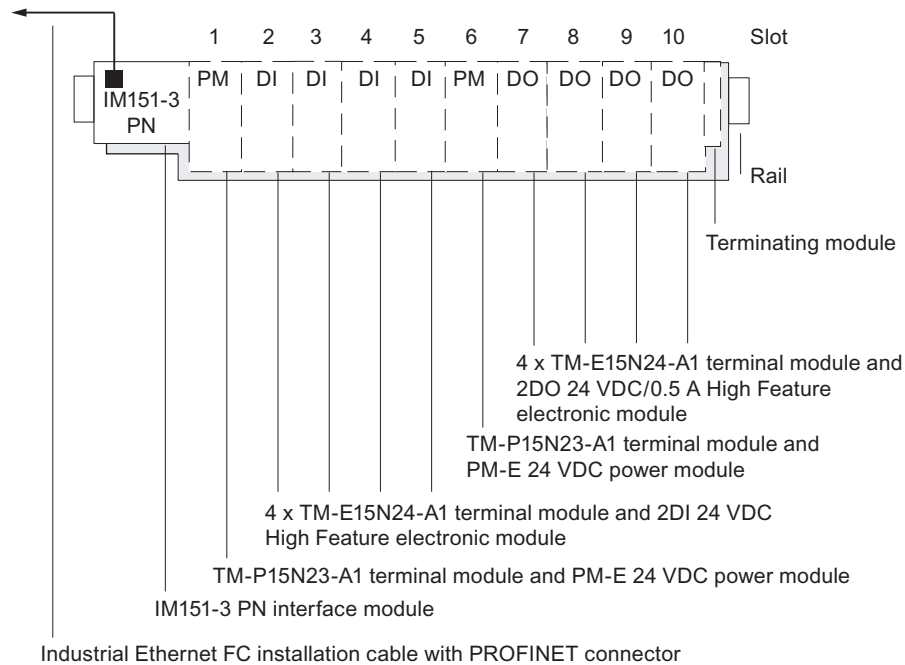 1 2 3 4 5 6 7 8 9 10 Slot
PM DI DI DI DI PM DO DO DO DO
IM151-3
PN
Rail
Terminating module
4 x TM-E15N24-A1 terminal module and
2DO 24 VDC/0.5 A High Feature
electronic module
TM-P15N23-A1 terminal module and
PM-E 24 VDC power module
4 x TM-E15N24-A1 terminal module and 2DI 24 VDC
High Feature electronic module
TM-P15N23-A1 terminal module and PM-E 24 VDC power module
IM151-3 PN interface module
Industrial Ethernet FC installation cable with PROFINET connector